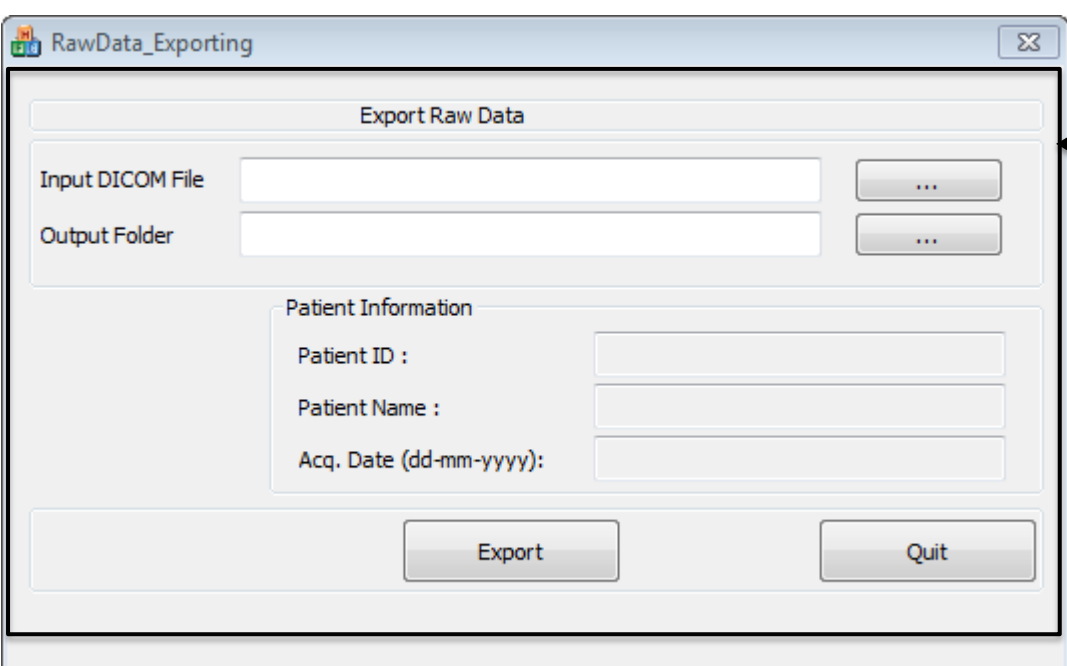 RawData_Exporting
Export Raw Data
Input DICOM File ...
Output Folder ...
Patient Information
Patient ID :
Patient Name :
Acq. Date (dd-mm-yyyy):
Export Quit